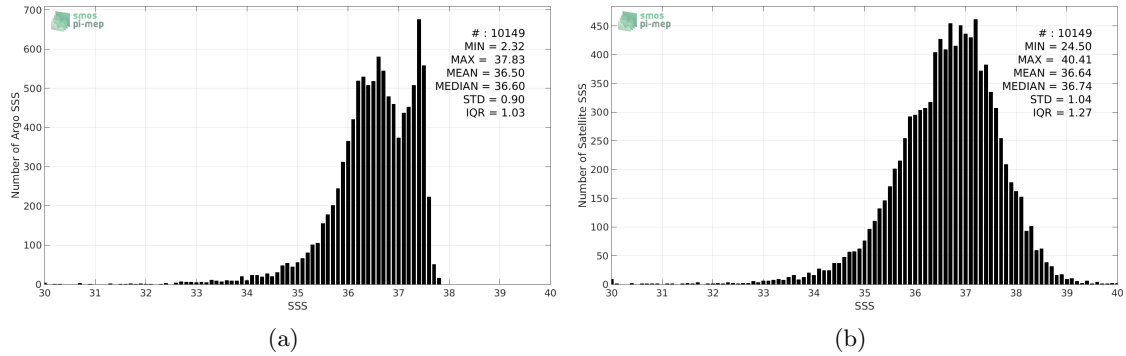 smos
pi-mep
# : 10149
MIN = 2.32
MAX = 37.83
MEAN = 36.50
MEDIAN = 36.60
STD = 0.90
IQR = 1.03
Number of Argo SSS
700
600
500
400
300
200
100
0
30 31 32 33 34 35 36 37 38 39 40
SSS
(a)
smos
pi-mep
# : 10149
MIN = 24.50
MAX = 40.41
MEAN = 36.64
MEDIAN = 36.74
STD = 1.04
IQR = 1.27
Number of Satellite SSS
450
400
350
300
250
200
150
100
50
0
30 31 32 33 34 35 36 37 38 39 40
SSS
(b)